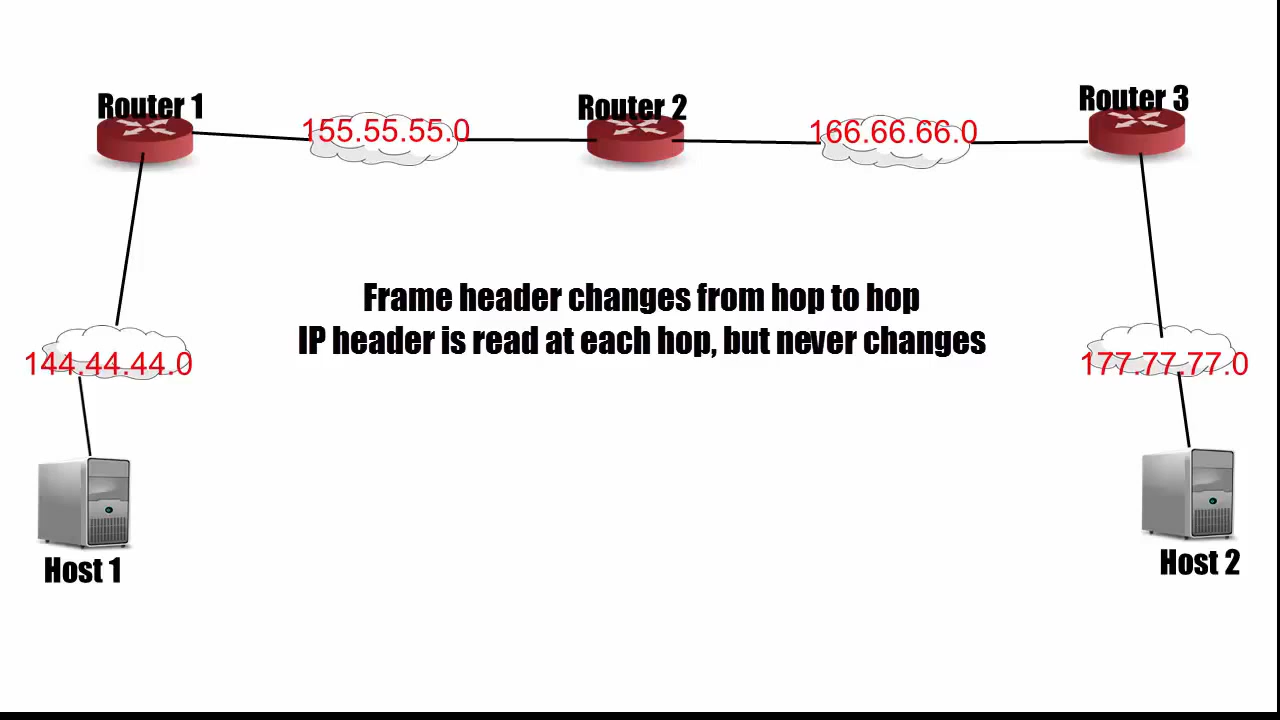 Router 1
Router 2
Router 3
155.55.55.0
166.66.66.0
Frame header changes from hop to hop
IP header is read at each hop, but never changes
144.44.44.0
177.77.77.0
Host 1
Host 2